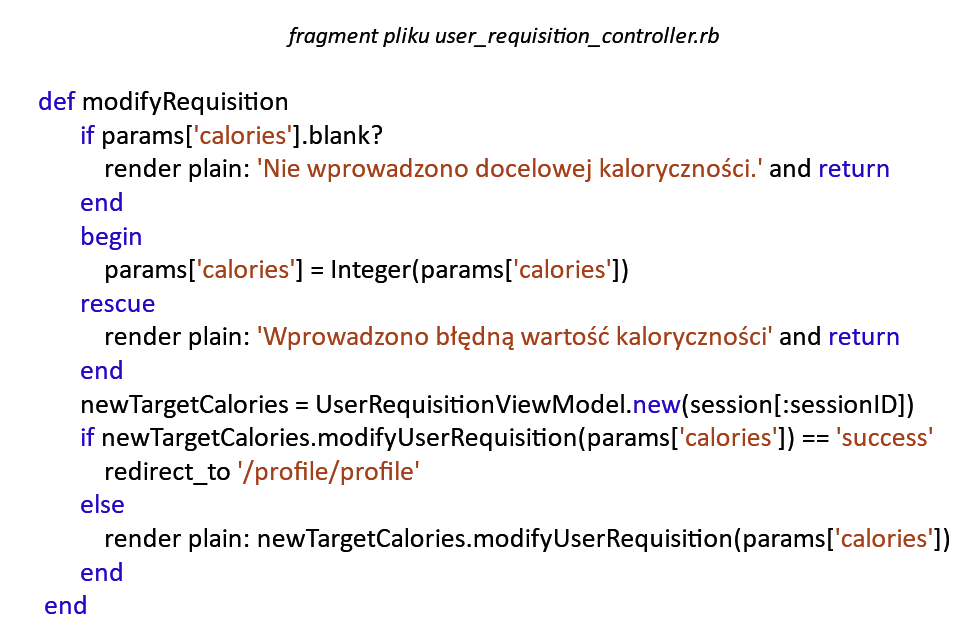 fragment pliku user_requisition_controller.rb
def modifyRequisition
if params['calories'].blank?
render plain: 'Nie wprowadzono docelowej kaloryczności.' and return
end
begin
params['calories'] = Integer(params['calories'])
rescue
render plain: 'Wprowadzono błędną wartość kaloryczności' and return
end
newTargetCalories = UserRequisitionViewModel.new(session[:sessionID])
if newTargetCalories.modifyUserRequisition(params['calories']) == 'success'
redirect_to '/profile/profile'
else
render plain: newTargetCalories.modifyUserRequisition(params['calories'])
end
end